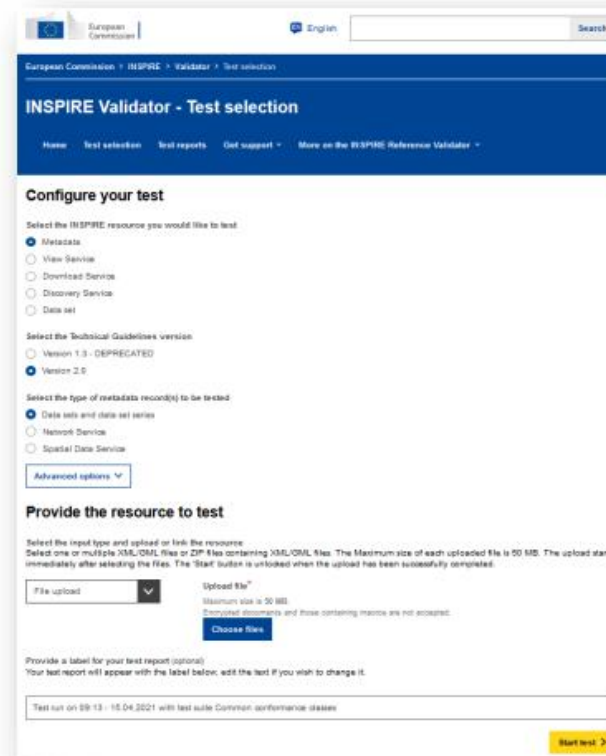 European
Commission
English
Search
European Commission > INSPIRE > Validator > Test selection
INSPIRE Validator - Test selection
Home Test selection Test reports Get support More on the INSPIRE Reference Validator
Configure your test
Select the INSPIRE resource you would like to test
Metadata
View Service
Download Service
Discovery Service
Data set
Select the Technical Guidelines version
Version 1.3 - DEPRECATED
Version 2.0
Select the type of metadata record(s) to be tested
Data sets and data set series
Network Service
Spatial Data Service
Advanced options
Provide the resource to test
Select the input type and upload or link the resource
Select one or multiple XML/GML files or ZIP files containing XML/GML files. The Maximum size of each uploaded file is 50 MB. The upload star
immediately after selecting the files. The 'Start' button is unlocked when the upload has been successfully completed.
File upload
Upload file*
Maximum size is 50 MB.
Encrypted documents and those containing macros are not accepted.
Choose files
Provide a label for your test report (optional)
Your test report will appear with the label below; edit the text if you wish to change it.
Test run on 09:13 - 15.04.2021 with test suite Common conformance classes
Start test >